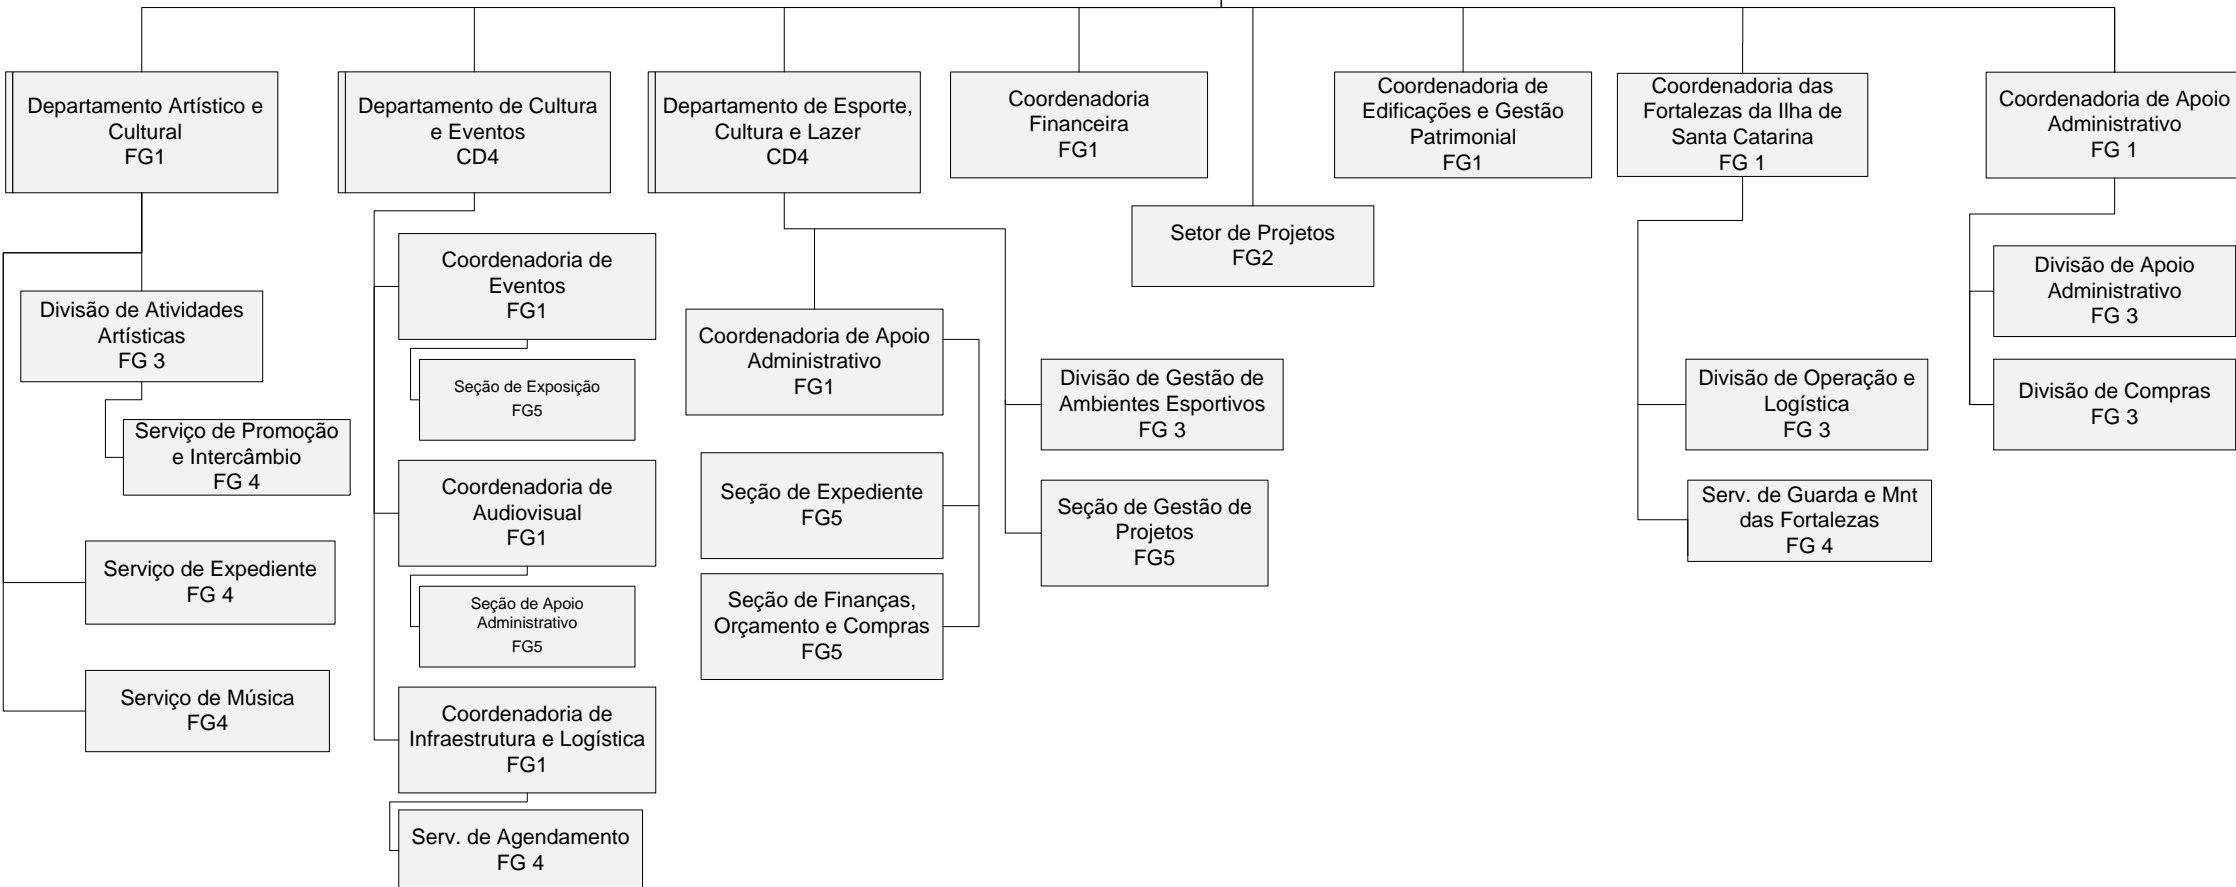 Departamento Artístico e
Cultural
FG1
Departamento de Cultura
e Eventos
CD4
Departamento de Esporte,
Cultura e Lazer
CD4
Coordenadoria
Financeira
FG1
Setor de Projetos
FG2
Coordenadoria de
Edificações e Gestão
Patrimonial
FG1
Coordenadoria das
Fortalezas da Ilha de
Santa Catarina
FG 1
Coordenadoria de Apoio
Administrativo
FG 1
Divisão de Atividades
Artísticas
FG 3
Serviço de Promoção
e Intercâmbio
FG 4
Serviço de Expediente
FG 4
Serviço de Música
FG4
Coordenadoria de
Eventos
FG1
Seção de Exposição
FG5
Coordenadoria de
Audiovisual
FG1
Seção de Apoio
Administrativo
FG5
Coordenadoria de
Infraestrutura e Logística
FG1
Serv. de Agendamento
FG 4
Coordenadoria de Apoio
Administrativo
FG1
Seção de Expediente
FG5
Seção de Finanças,
Orçamento e Compras
FG5
Divisão de Gestão de
Ambientes Esportivos
FG 3
Seção de Gestão de
Projetos
FG5
Divisão de Operação e
Logística
FG 3
Serv. de Guarda e Mnt
das Fortalezas
FG 4
Divisão de Apoio
Administrativo
FG 3
Divisão de Compras
FG 3